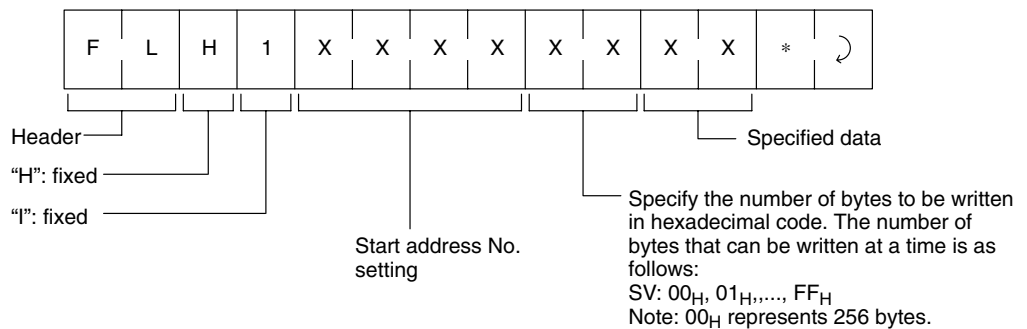 F L H 1 X X X X X X X X * ⤸
Header
Specified data
"H": fixed
"I": fixed
Specify the number of bytes to be written
in hexadecimal code. The number of
bytes that can be written at a time is as
follows:
SV: 00H, 01H,,..., FFH
Note: 00H represents 256 bytes.
Start address No.
setting